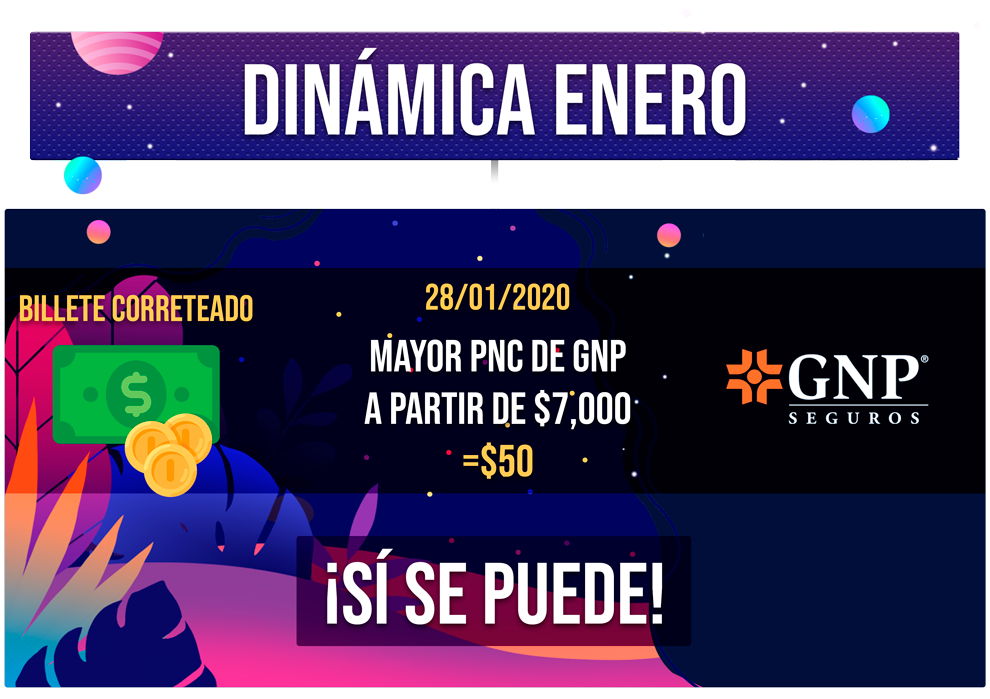 DINÁMICA ENERO
BILLETE CORRETEADO
28/01/2020
MAYOR PNC DE GNP
A PARTIR DE $7,000
=$50
GNP®
SEGUROS
¡SÍ SE PUEDE!